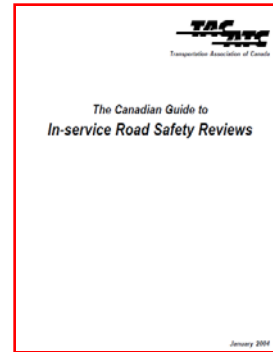 TAC
ATC
Transportation Association of Canada
The Canadian Guide to
In-service Road Safety Reviews
January 2004